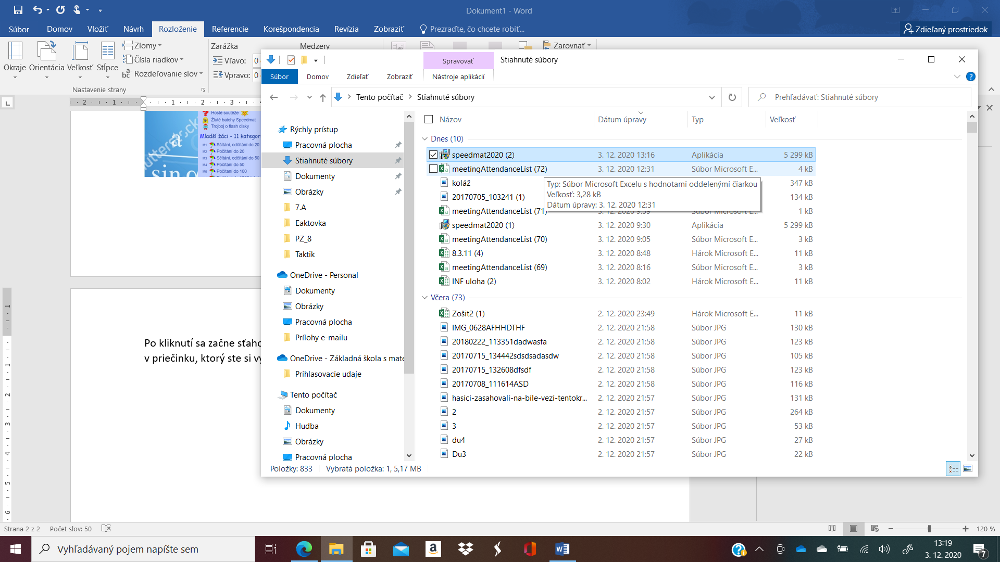 Dokument1 - Word
Súbor
Domov
Vložiť
Návrh
Rozloženie
Referencie
Korešpondencia
Revízia
Zobraziť
Prezraďte, čo chcete robiť...
Zdieľaný prostriedok
Okraje
Orientácia
Veľkosť
Stĺpce
Zlomy
Čísla riadkov
Rozdeľovanie slov
Nastavenie strany
Zarážka
Vľavo: 0
Vpravo: 0
Medzery
Zarovnať
Spravovať
Stiahnuté súbory
Súbor
Domov
Zdieľať
Zobraziť
Nástroje aplikácií
Tento počítač > Stiahnuté súbory
Prehľadávať: Stiahnuté súbory
Hosté soutěže
Žluté batohy Speedmat
Trojboj o flash disky
Mladší žáci - 11 kategor
M1 Sčítání, odčítání do 20
M2 Počítání do 20
M3 Sčítání, odčítání do 50
M4 Počítaní do 50
M5 Počítaní do 100
Po kliknutí sa začne sťaho
v priečinku, ktorý ste si vy
Rýchly prístup
Pracovná plocha
Stiahnuté súbory
Dokumenty
Obrázky
7.A
Eaktovka
PZ_8
Taktik
OneDrive - Personal
Dokumenty
Obrázky
Pracovná plocha
Prílohy e-mailu
OneDrive - Základná škola s mate
Prihlasovacie udaje
Tento počítač
Dokumenty
Hudba
Obrázky
Pracovná plocha
Názov Dátum úpravy Typ Veľkosť
Dnes (10)
speedmat2020 (2) 3. 12. 2020 13:16 Aplikácia 5 299 kB
meetingAttendanceList (72) 3. 12. 2020 12:31 Súbor Microsoft E... 4 kB
koláž 347 kB
20170705_103241 (1) 134 kB
meetingAttendanceList (71) 3. 12. 2020 9:59 Súbor Microsoft E... 1 kB
Typ: Súbor Microsoft Excelu s hodnotami oddelenými čiarkou
Veľkosť: 3,28 kB
Dátum úpravy: 3. 12. 2020 12:31
speedmat2020 (1) 3. 12. 2020 9:30 Aplikácia 5 299 kB
meetingAttendanceList (70) 3. 12. 2020 9:05 Súbor Microsoft E... 3 kB
8.3.11 (4) 3. 12. 2020 8:48 Hárok Microsoft E... 11 kB
meetingAttendanceList (69) 3. 12. 2020 8:16 Súbor Microsoft E... 3 kB
INF uloha (2) 3. 12. 2020 8:02 Hárok Microsoft E... 11 kB
Včera (73)
Zošit2 (1) 2. 12. 2020 23:49 Hárok Microsoft E... 11 kB
IMG_0628AFHHDTHF 2. 12. 2020 21:58 Súbor JPG 130 kB
20180222_113351dadwasfa 2. 12. 2020 21:58 Súbor JPG 123 kB
20170715_134442sdsdsadasdw 2. 12. 2020 21:58 Súbor JPG 105 kB
20170715_132608dfsdf 2. 12. 2020 21:58 Súbor JPG 123 kB
20170708_111614ASD 2. 12. 2020 21:58 Súbor JPG 116 kB
hasici-zasahovali-na-bile-vezi-tentokr... 2. 12. 2020 21:57 Súbor JPG 131 kB
2 2. 12. 2020 21:57 Súbor JPG 264 kB
3 2. 12. 2020 21:57 Súbor JPG 53 kB
du4 2. 12. 2020 21:57 Súbor JPG 27 kB
Du3 2. 12. 2020 21:57 Súbor JPG 22 kB
Položky: 833 Vybratá položka: 1, 5,17 MB
Strana 2 z 2 Počet slov: 50
120 %
Vyhľadávaný pojem napíšte sem
13:19
3. 12. 2020
7